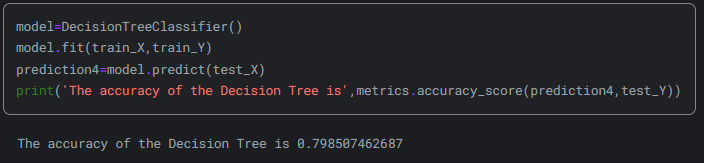 model=DecisionTreeClassifier()
model.fit(train_X,train_Y)
prediction4=model.predict(test_X)
print('The accuracy of the Decision Tree is',metrics.accuracy_score(prediction4,test_Y))
The accuracy of the Decision Tree is 0.798507462687